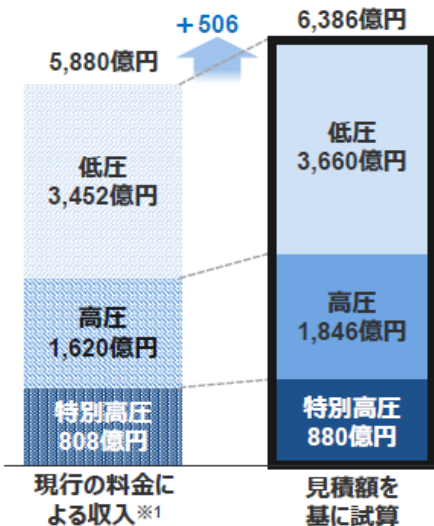 +506
5,880億円
6,386億円
低圧
3,452億円
低圧
3,660億円
高圧
1,620億円
高圧
1,846億円
特別高圧
808億円
特別高圧
880億円
現行の料金に
よる収入※1
見積額を
基に試算